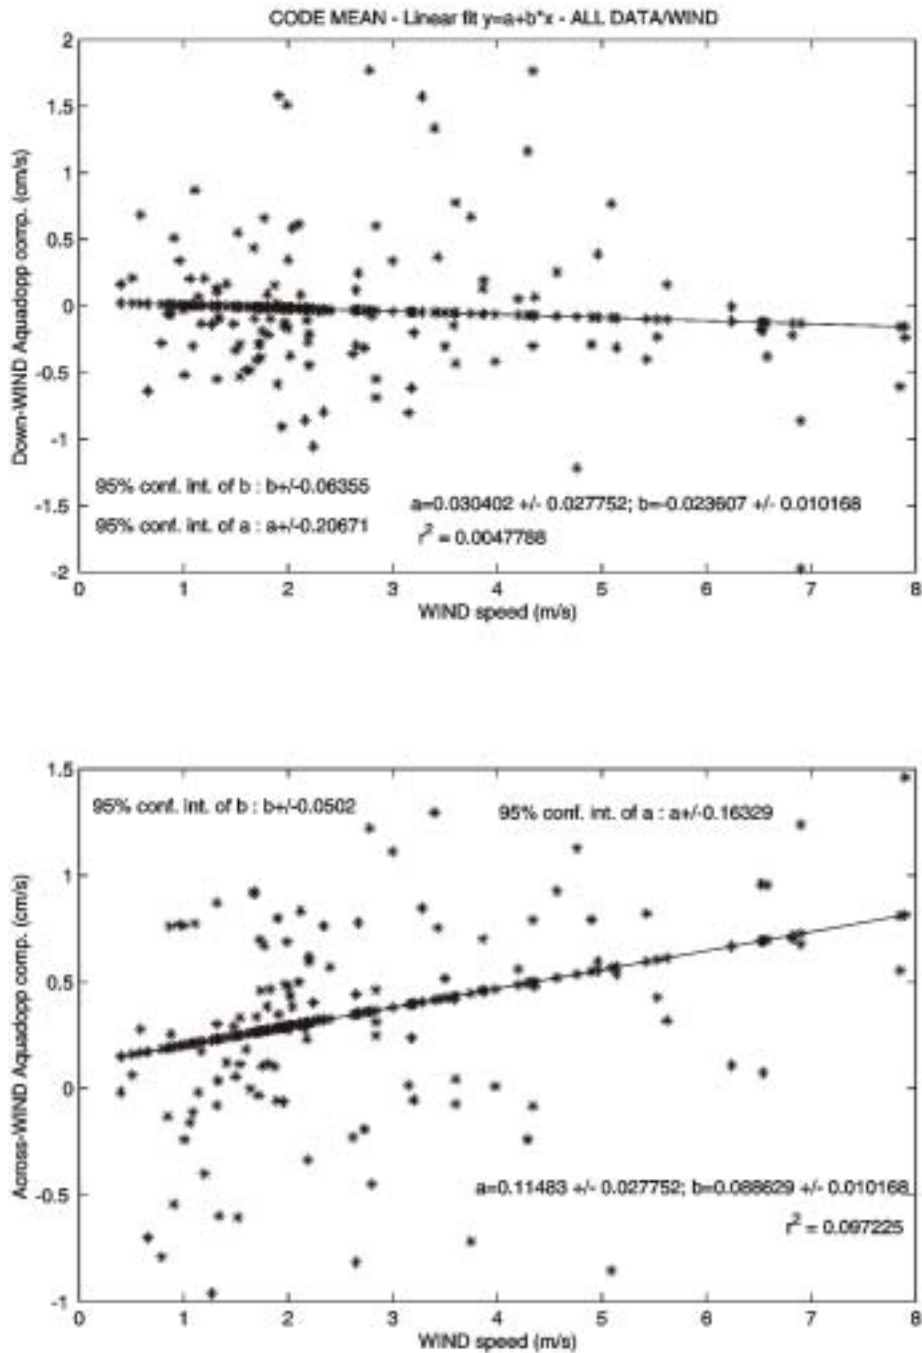 CODE MEAN - Linear fit y=a+b*x - ALL DATA/WIND
2
1.5
1
0.5
0
-0.5
-1
-1.5
-2
Down-WIND Aquadopp comp. (cm/s)
95% conf. int. of b : b+/-0.06355
95% conf. int. of a : a+/-0.20671
a=0.030402 +/- 0.027752; b=-0.023607 +/- 0.010168
r² = 0.0047788
0 1 2 3 4 5 6 7 8
WIND speed (m/s)
1.5
1
0.5
0
-0.5
-1
Across-WIND Aquadopp comp. (cm/s)
95% conf. int. of b : b+/-0.0502
95% conf. int. of a : a+/-0.16329
a=0.11483 +/- 0.027752; b=0.088629 +/- 0.010168
r² = 0.097225
0 1 2 3 4 5 6 7 8
WIND speed (m/s)